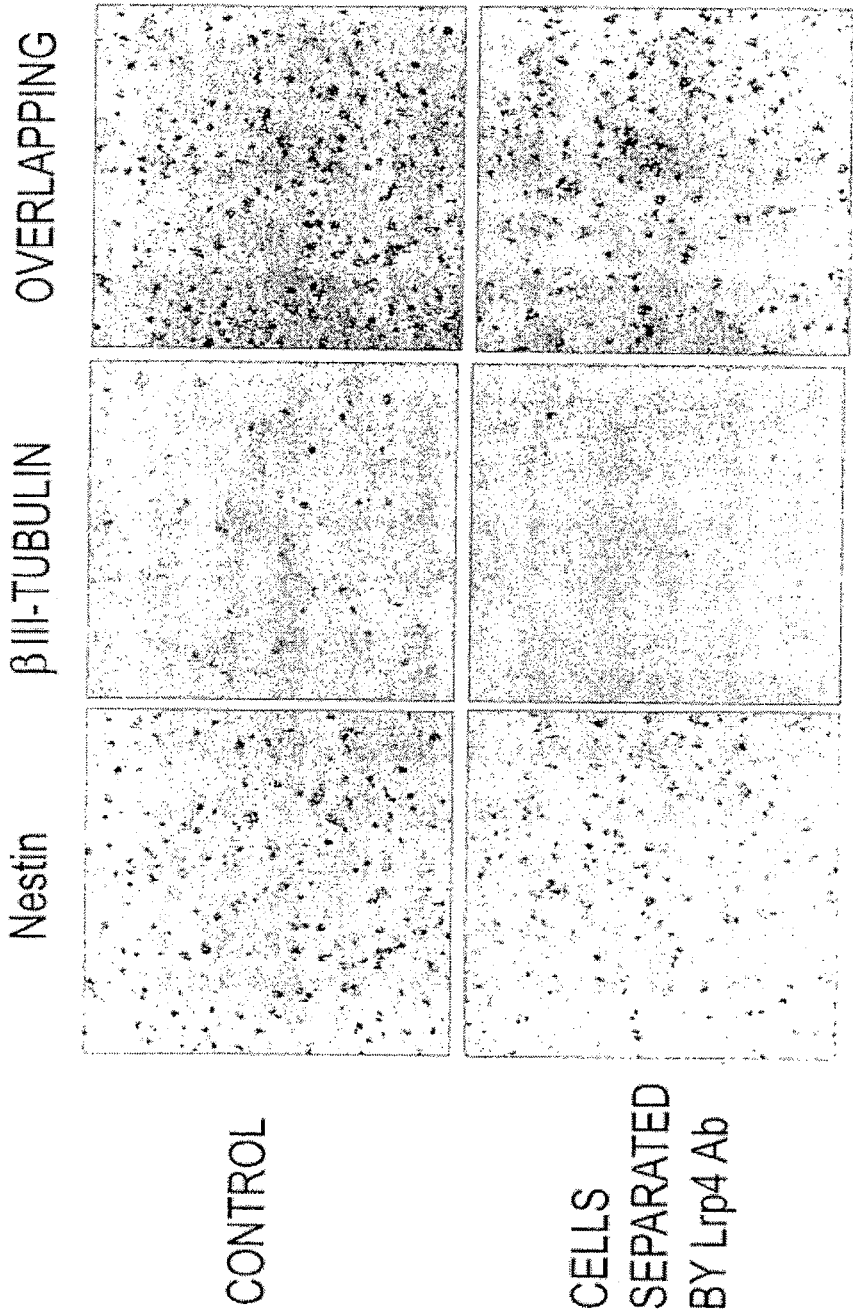 Nestin
βIII-TUBULIN
OVERLAPPING
CONTROL
CELLS
SEPARATED
BY Lrp4 Ab